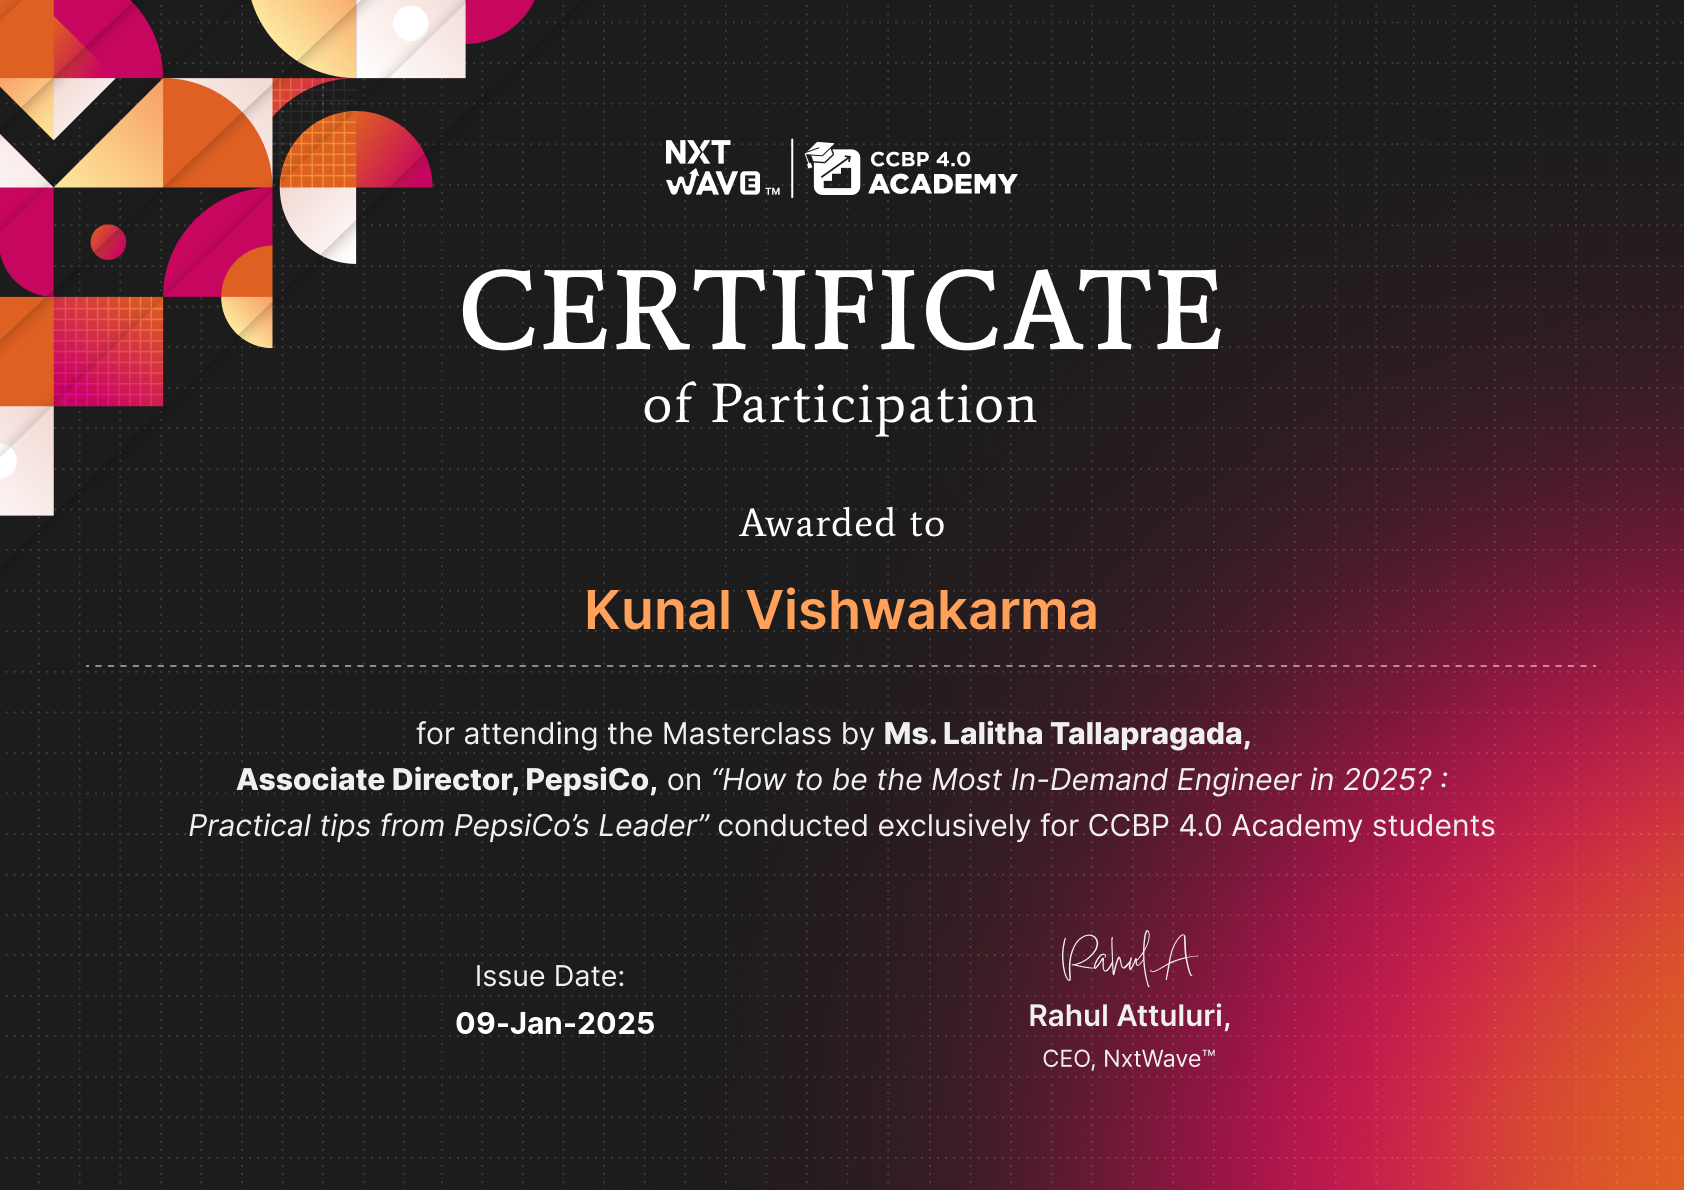 NXT
WAVE™
CCBP 4.0
ACADEMY
CERTIFICATE
of Participation
Awarded to
Kunal Vishwakarma
for attending the Masterclass by Ms. Lalitha Tallapragada,
Associate Director, PepsiCo, on “How to be the Most In-Demand Engineer in 2025? :
Practical tips from PepsiCo’s Leader” conducted exclusively for CCBP 4.0 Academy students
Issue Date:
09-Jan-2025
Rahul A
Rahul Attuluri,
CEO, NxtWave™